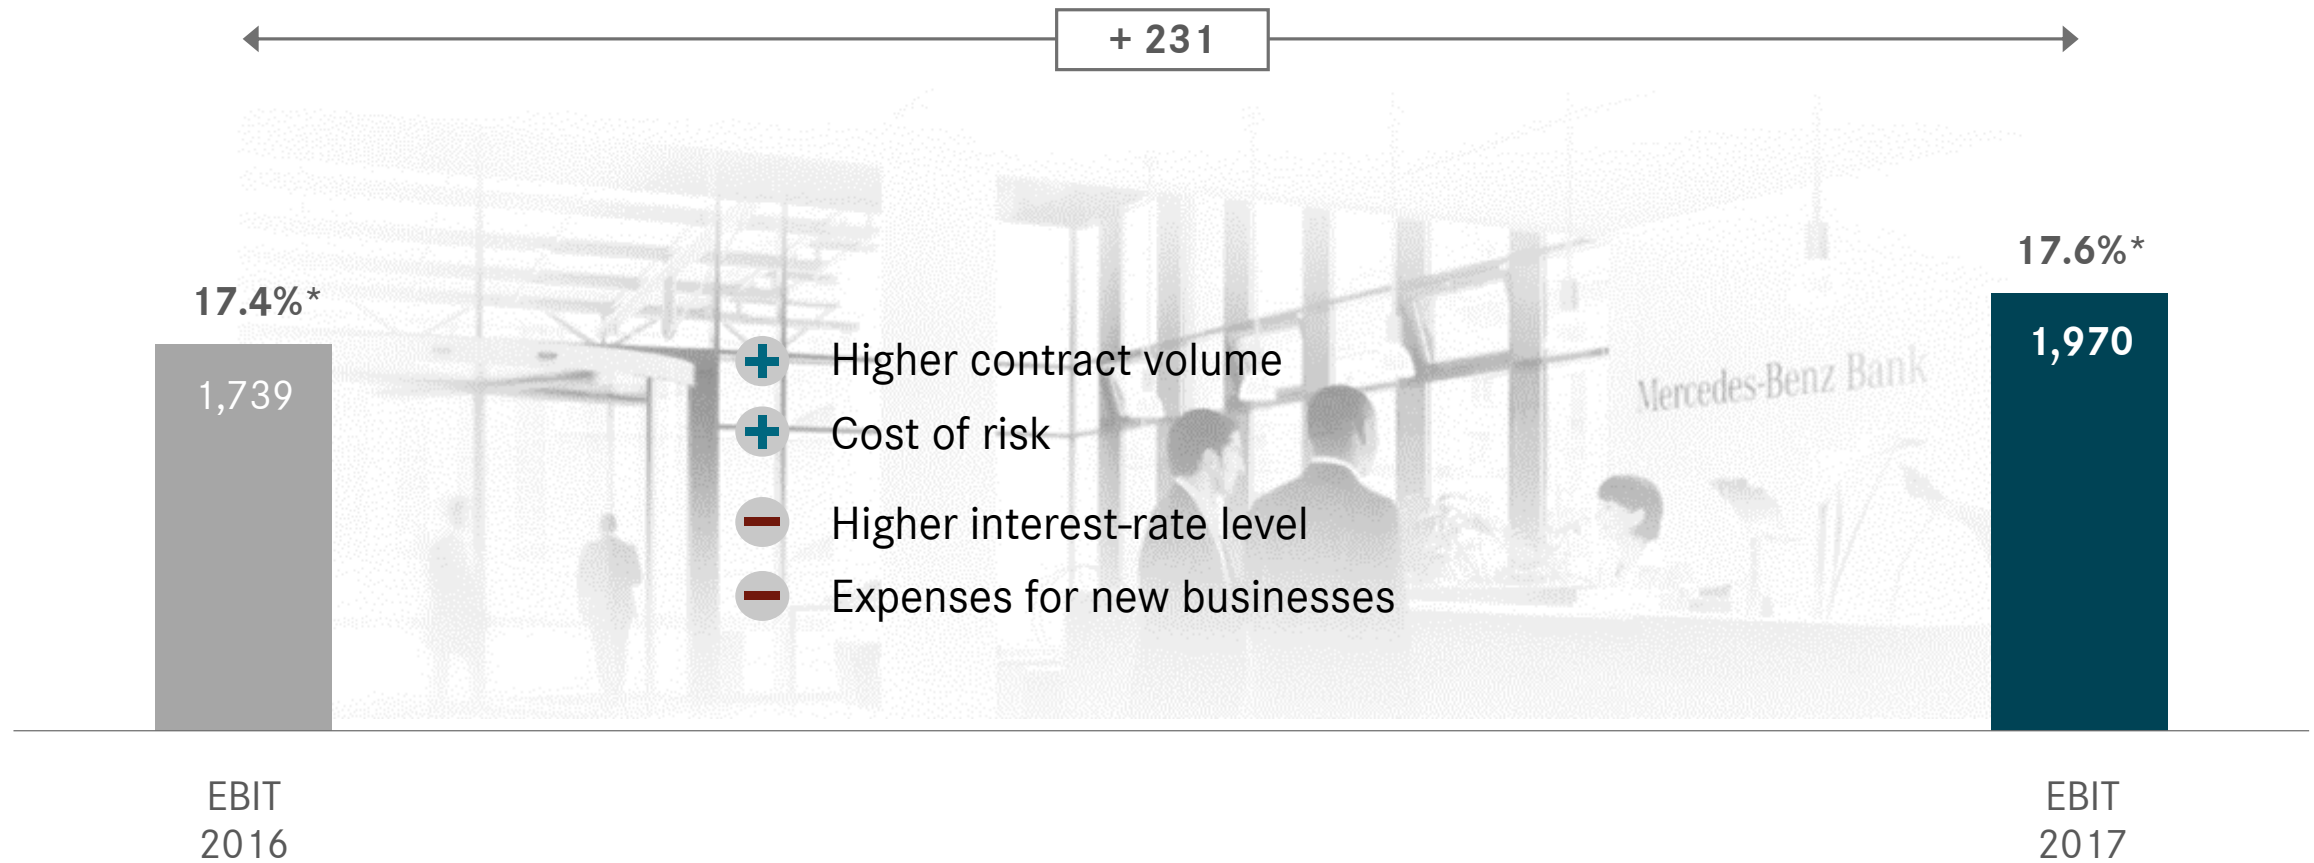 + 231
17.4%*
17.6%*
1,739
1,970
Higher contract volume
Cost of risk
Higher interest-rate level
Expenses for new businesses
Mercedes-Benz Bank
EBIT
2016
EBIT
2017